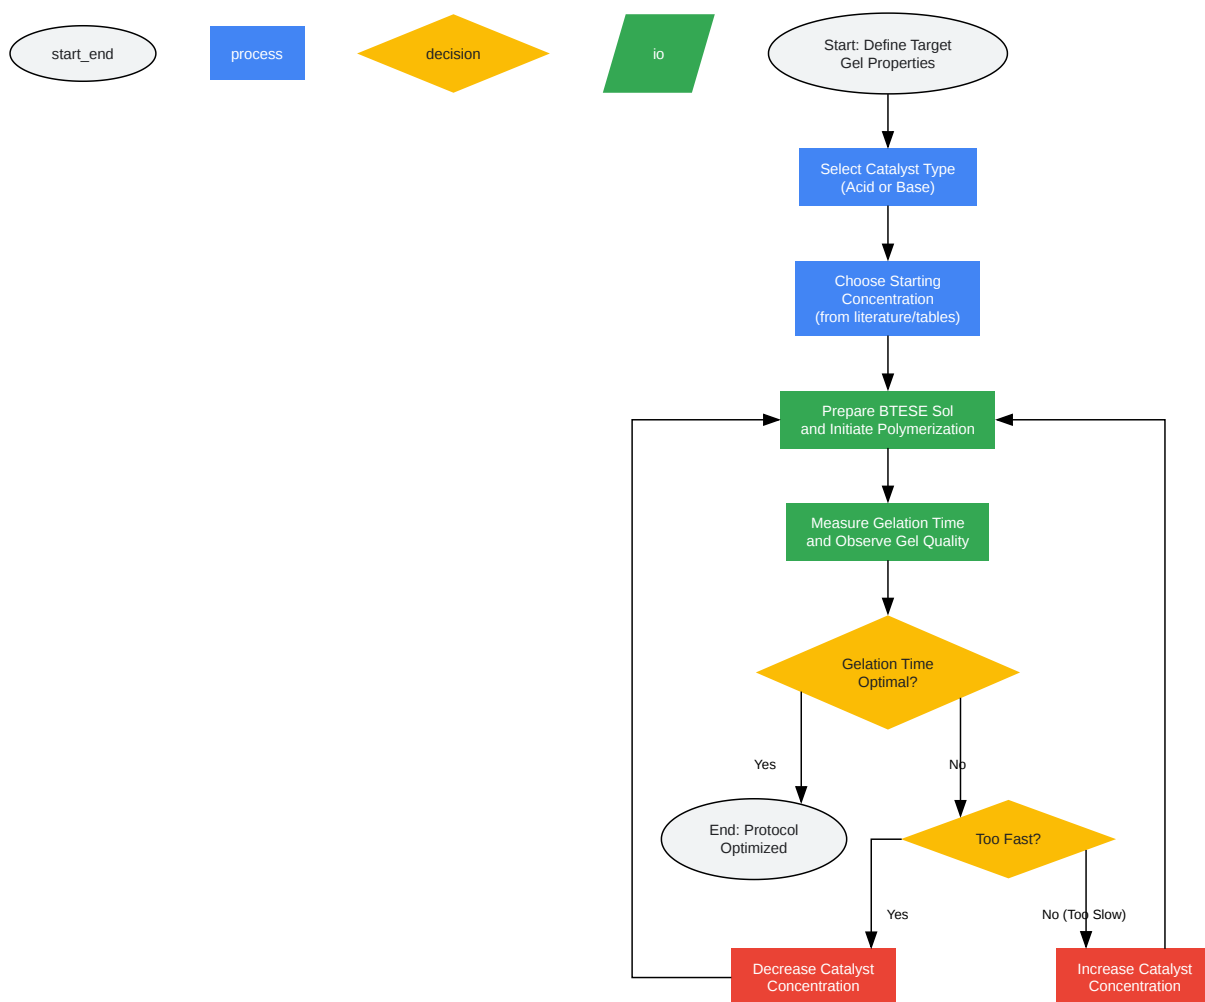 start_end
process
decision
io
Start: Define Target
Gel Properties
Select Catalyst Type
(Acid or Base)
Choose Starting
Concentration
(from literature/tables)
Prepare BTESE Sol
and Initiate Polymerization
Measure Gelation Time
and Observe Gel Quality
Gelation Time
Optimal?
Yes
No
End: Protocol
Optimized
Too Fast?
Yes
No (Too Slow)
Decrease Catalyst
Concentration
Increase Catalyst
Concentration